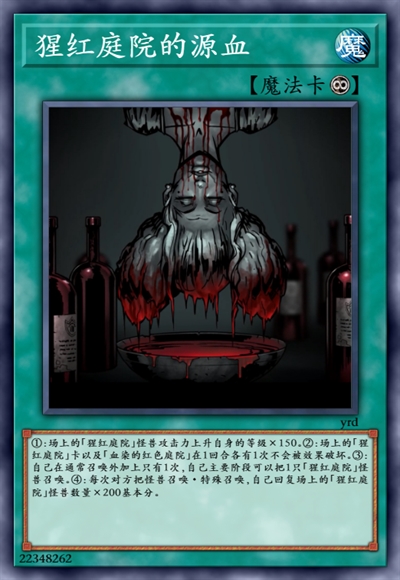 猩红庭院的源血
魔
【魔法卡】
yrd
①:场上的「猩红庭院」怪兽攻击力上升自身的等级×150。②:场上的「猩
红庭院」卡以及「血染的红色庭院」在1回合各有1次不会被效果破坏。③:
自己在通常召唤外加上只有1次,自己主要阶段可以把1只「猩红庭院」怪
兽召唤。④:每次对方把怪兽召唤·特殊召唤,自己回复场上的「猩红庭
院」怪兽数量×200基本分。
22348262